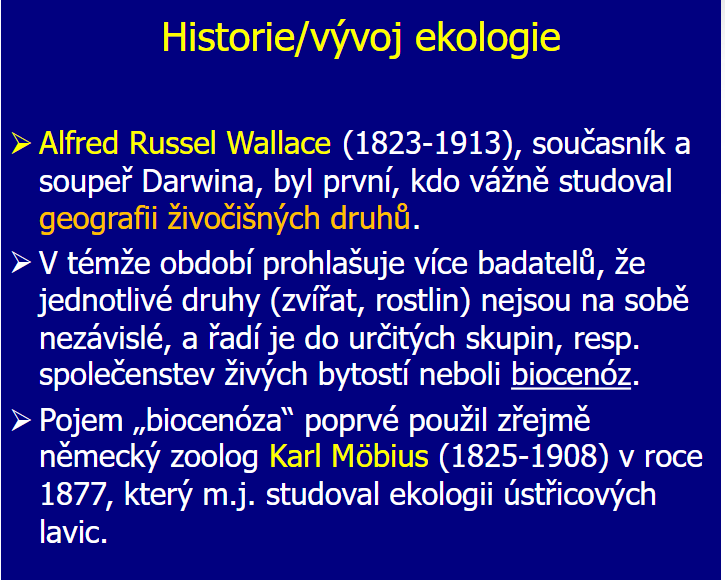 Historie/vývoj ekologie
➢ Alfred Russel Wallace (1823-1913), současník a
soupeř Darwina, byl první, kdo vážně studoval
geografii živočišných druhů.
➢ V témže období prohlašuje více badatelů, že
jednotlivé druhy (zvířat, rostlin) nejsou na sobě
nezávislé, a řadí je do určitých skupin, resp.
společenstev živých bytostí neboli biocenóz.
➢ Pojem „biocenóza“ poprvé použil zřejmě
německý zoolog Karl Möbius (1825-1908) v roce
1877, který m.j. studoval ekologii ústřicových
lavic.